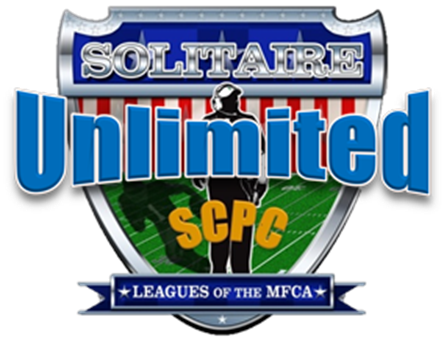 SOLITAIRE
Unlimited
SCPC
★LEAGUES OF THE MFCA★